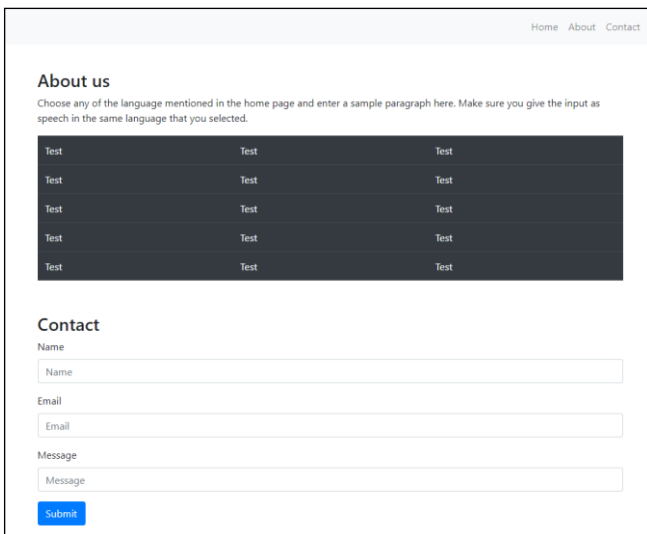 Home About Contact
About us
Choose any of the language mentioned in the home page and enter a sample paragraph here. Make sure you give the input as
speech in the same language that you selected.
Test Test Test
Test Test Test
Test Test Test
Test Test Test
Test Test Test
Contact
Name
Name
Email
Email
Message
Message
Submit